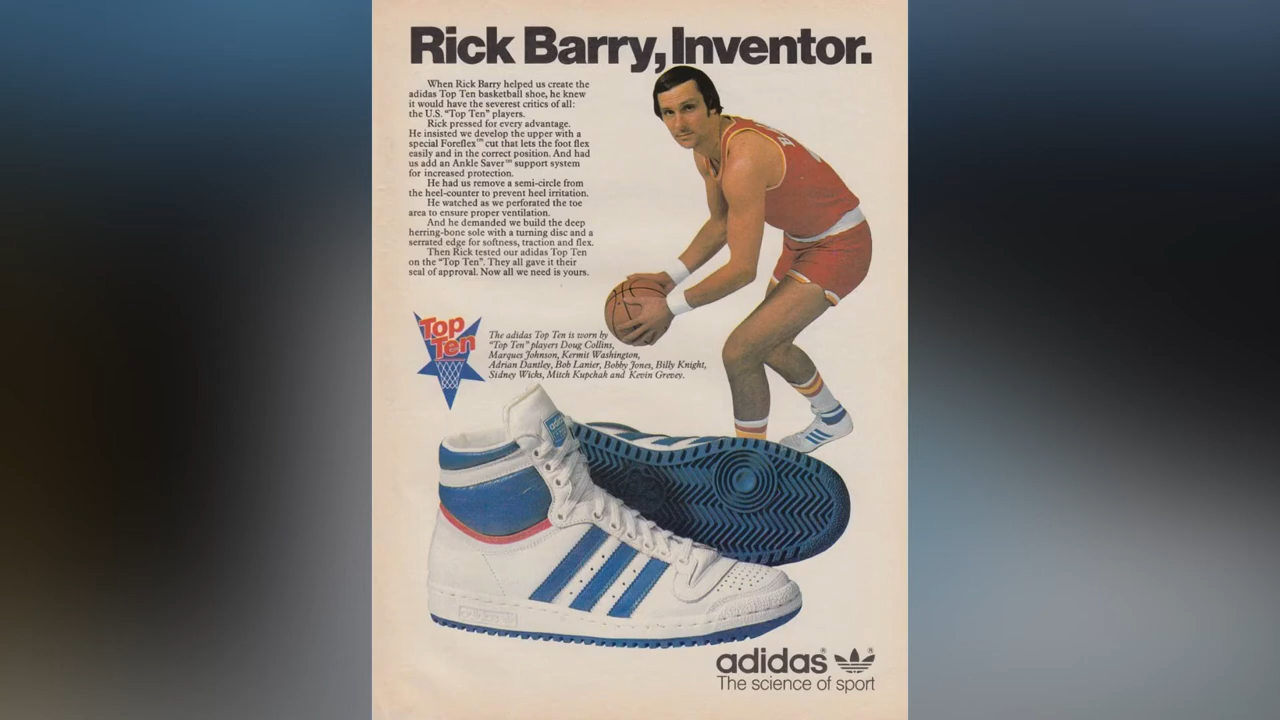 Rick Barry, Inventor.
When Rick Barry helped us create the
adidas Top Ten basketball shoe, he knew
it would have the severest critics of all:
the U.S. “Top Ten” players.
Rick pressed for every advantage.
He insisted we develop the upper with a
special Foreflex™ cut that lets the foot flex
easily and in the correct position. And had
us add an Ankle Saver™ support system
for increased protection.
He had us remove a semi-circle from
the heel-counter to prevent heel irritation.
He watched as we perforated the toe
area to ensure proper ventilation.
And he demanded we build the deep
herring-bone sole with a turning disc and a
serrated edge for softness, traction and flex.
Then Rick tested our adidas Top Ten
on the “Top Ten”. They all gave it their
seal of approval. Now all we need is yours.
Top
Ten
The adidas Top Ten is worn by
“Top Ten” players Doug Collins,
Marques Johnson, Kermit Washington,
Adrian Dantley, Bob Lanier, Bobby Jones, Billy Knight,
Sidney Wicks, Mitch Kupchak and Kevin Grevey.
adidas
adidas
adidas®
The science of sport